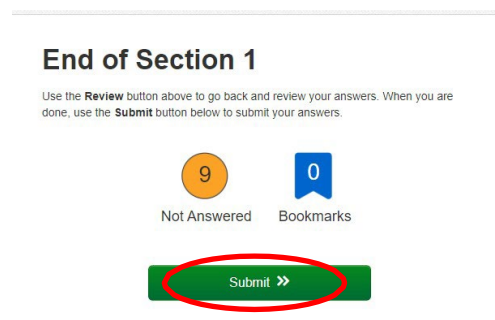 End of Section 1
Use the Review button above to go back and review your answers. When you are
done, use the Submit button below to submit your answers.
9 0
Not Answered Bookmarks
Submit »